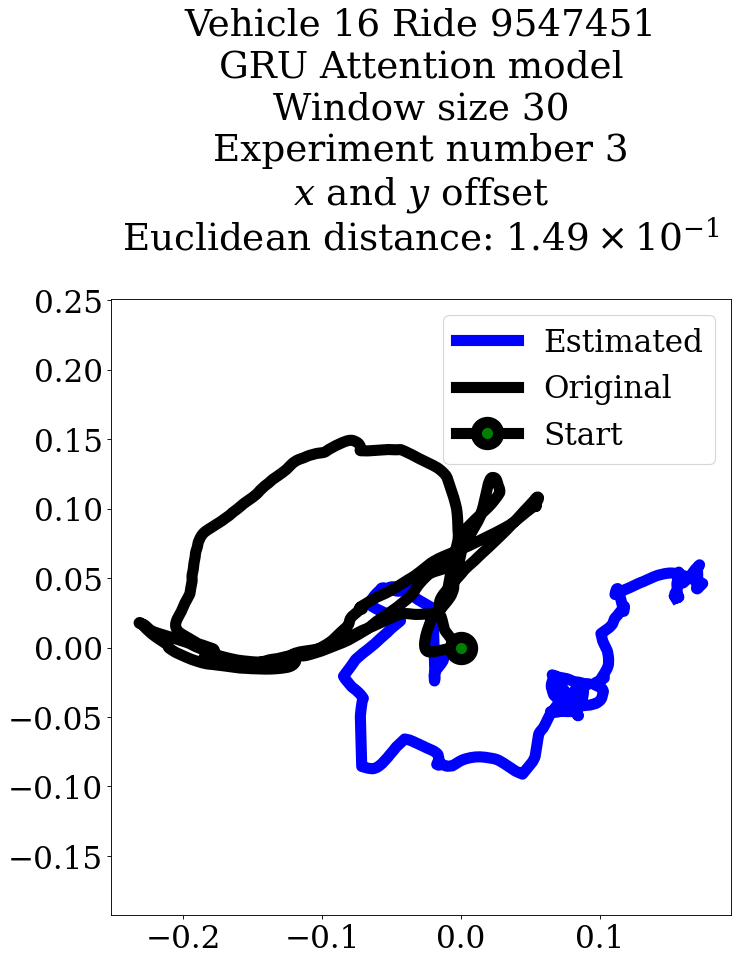 Vehicle 16 Ride 9547451
GRU Attention model
Window size 30
Experiment number 3
x and y offset
Euclidean distance: 1.49 × 10⁻¹
Estimated
Original
Start
0.25
0.20
0.15
0.10
0.05
0.00
−0.05
−0.10
−0.15
−0.2 −0.1 0.0 0.1